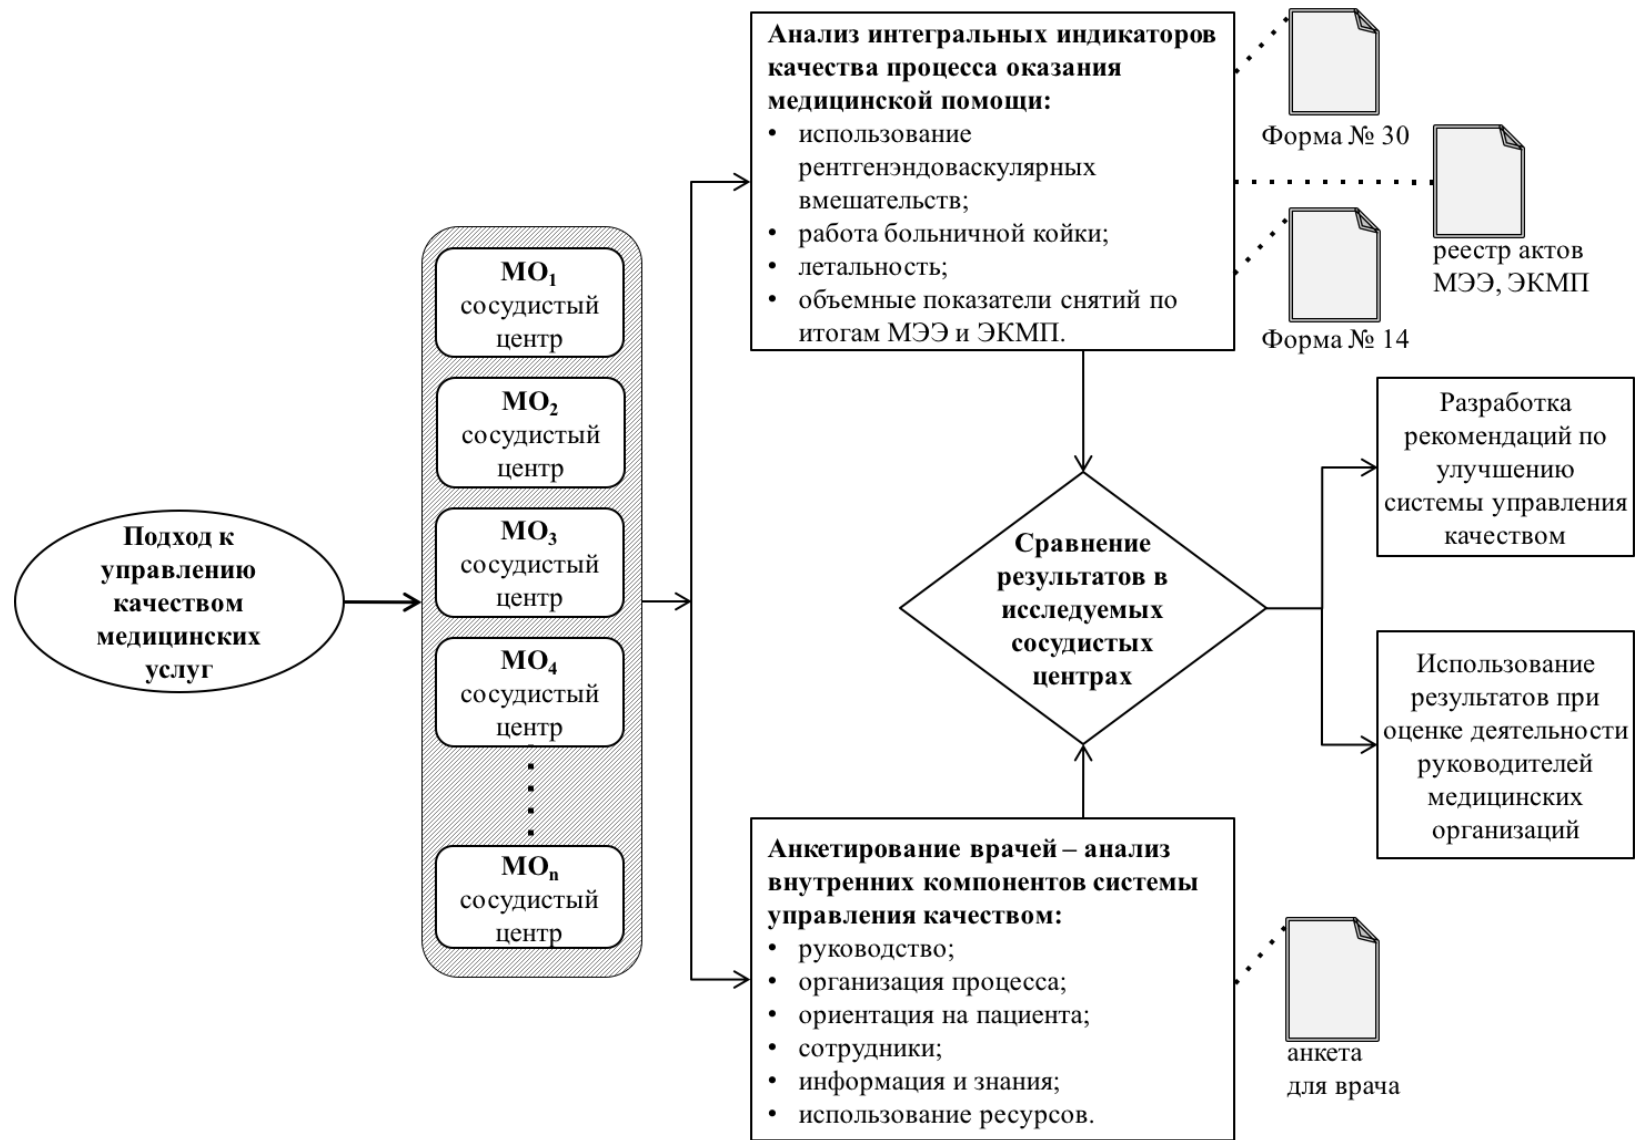 Подход к
управлению
качеством
медицинских
услуг
МО1
сосудистый
центр
МО2
сосудистый
центр
МО3
сосудистый
центр
МО4
сосудистый
центр
МОn
сосудистый
центр
Анализ интегральных индикаторов
качества процесса оказания
медицинской помощи:
• использование
рентгенэндоваскулярных
вмешательств;
• работа больничной койки;
• летальность;
• объемные показатели снятий по
итогам МЭЭ и ЭКМП.
Форма № 30
реестр актов
МЭЭ, ЭКМП
Форма № 14
Сравнение
результатов в
исследуемых
сосудистых
центрах
Разработка
рекомендаций по
улучшению
системы управления
качеством
Использование
результатов при
оценке деятельности
руководителей
медицинских
организаций
Анкетирование врачей – анализ
внутренних компонентов системы
управления качеством:
• руководство;
• организация процесса;
• ориентация на пациента;
• сотрудники;
• информация и знания;
• использование ресурсов.
анкета
для врача